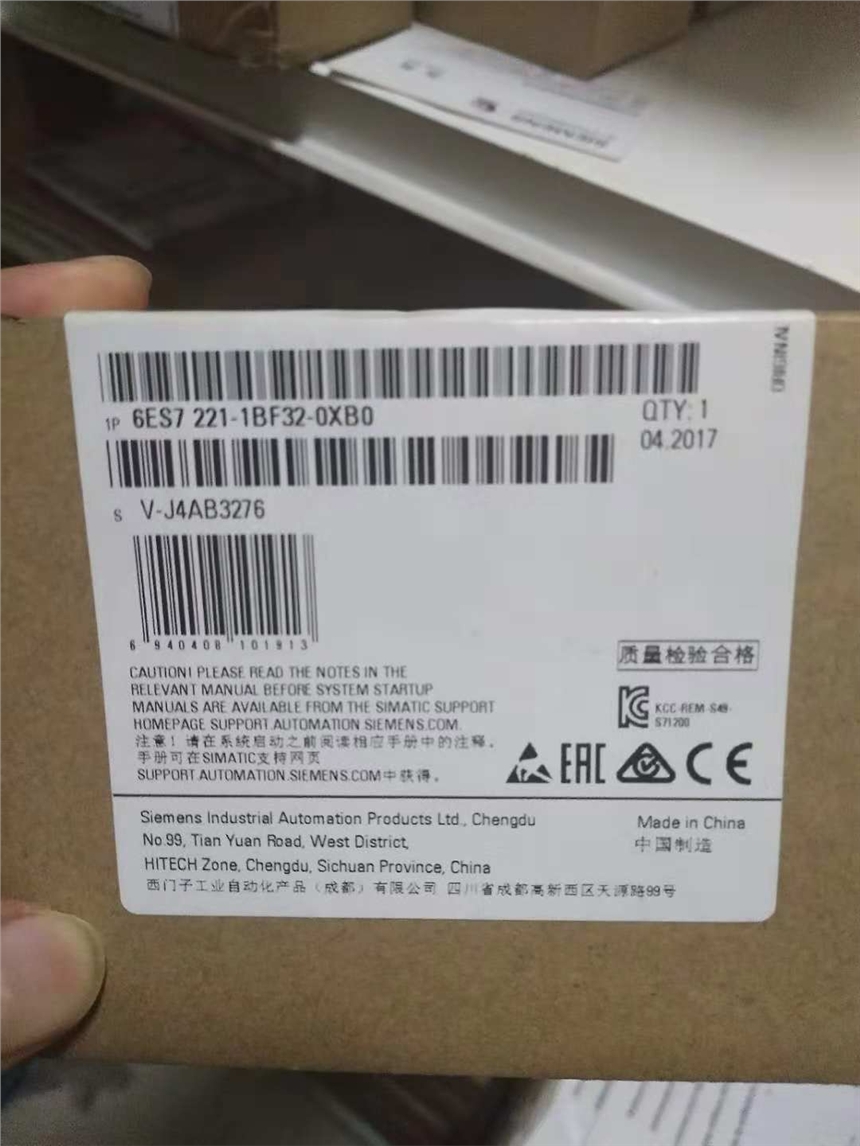 1P 6ES7 221-1BF32-0XB0
QTY: 1
04.2017
S V-J4AB3276
6 940408 101913
CAUTION! PLEASE READ THE NOTES IN THE
RELEVANT MANUAL BEFORE SYSTEM STARTUP
MANUALS ARE AVAILABLE FROM THE SIMATIC SUPPORT
HOMEPAGE SUPPORT.AUTOMATION.SIEMENS.COM.
注意！请在系统启动之前阅读相应手册中的注释。
手册可在SIMATIC支持网页
SUPPORT.AUTOMATION.SIEMENS.COM中获得。
质量检验合格
KCC-REM-S49-
S71200
EAC
CE
Siemens Industrial Automation Products Ltd., Chengdu
No.99, Tian Yuan Road, West District,
HITECH Zone, Chengdu, Sichuan Province, China
西门子工业自动化产品（成都）有限公司 四川省成都高新西区天源路99号
Made in China
中国制造
SIEMENS